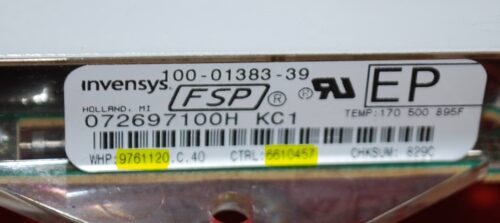 invensys 100-01383-39
HOLLAND, MI FSP ® RU ® EP
072697100H KC1 TEMP:170 500 895F
WHP:9761120.C.40 CTRL:6610457 CHKSUM: 829C